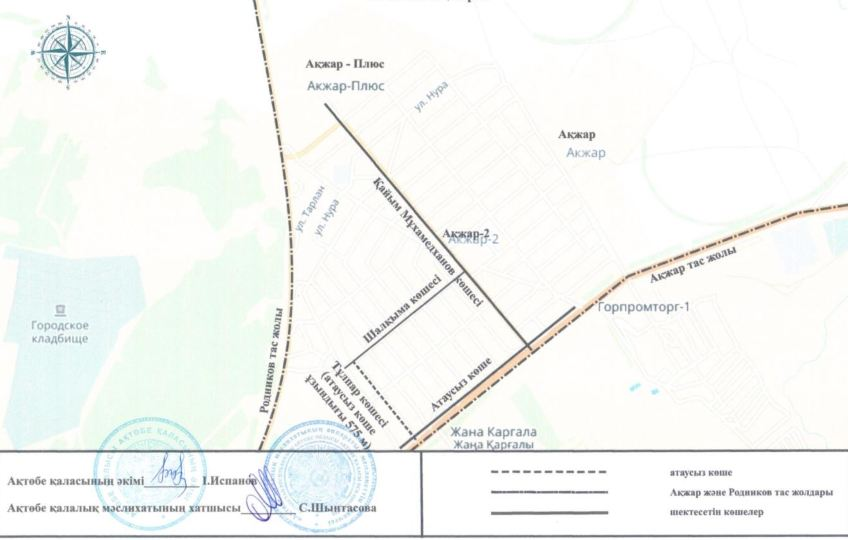 Ақжар - Плюс
Акжар-Плюс
ул. Нура
Ақжар
Акжар
ул. Тарлан
ул. Нура
Қайым Мұхамедханов көшесі
Ақжар-2
Акжар-2
Ақжар тас жолы
Шалқыма көшесі
Горпромторг-1
Городское
кладбище
Родников тас жолы
Тұлпар көшесі
(атаусыз көше
ұзындығы 575 м)
Атаусыз көше
Жана Каргала
Жаңа Қарғалы
Ақтөбе қаласының әкімі________ І.Испанов
Ақтөбе қалалық мәслихатының хатшысы________ С.Шынтасова
атаусыз көше
Ақжар және Родников тас жолдары
шектесетін көшелер